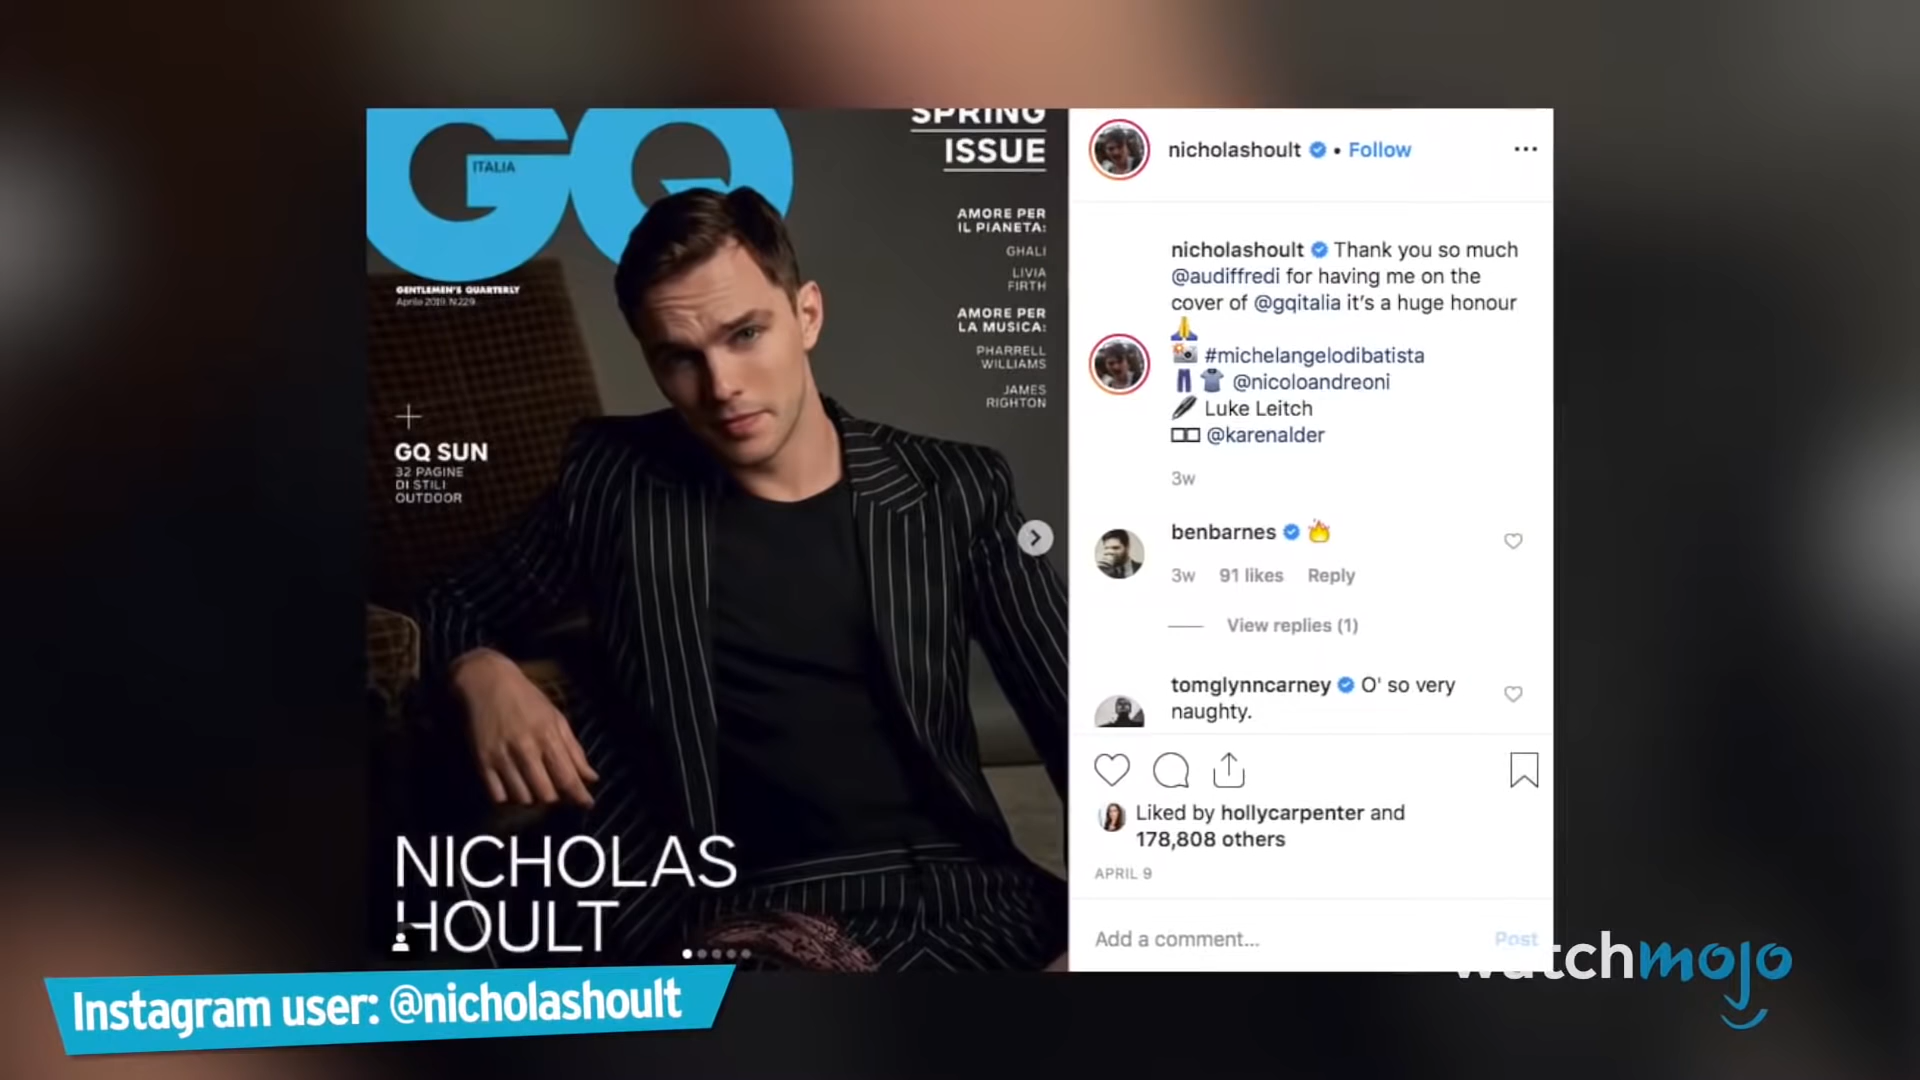 GQ
ITALIA
SPRING
ISSUE
GENTLEMEN'S QUARTERLY
Aprile 2019. N.229
AMORE PER
IL PIANETA:
GHALI
LIVIA
FIRTH
AMORE PER
LA MUSICA:
PHARRELL
WILLIAMS
JAMES
RIGHTON
+
GQ SUN
32 PAGINE
DI STILI
OUTDOOR
NICHOLAS
HOULT
nicholashoult • Follow
nicholashoult Thank you so much
@audiffredi for having me on the
cover of @gqitalia it's a huge honour
🙏
📸 #michelangelodibatista
👖 👕 @nicoloandreoni
Luke Leitch
@karenalder
3w
benbarnes 🔥
3w 91 likes Reply
View replies (1)
tomglynncarney O' so very
naughty.
Liked by hollycarpenter and
178,808 others
APRIL 9
Add a comment...
Post
watchmojo
Instagram user: @nicholashoult